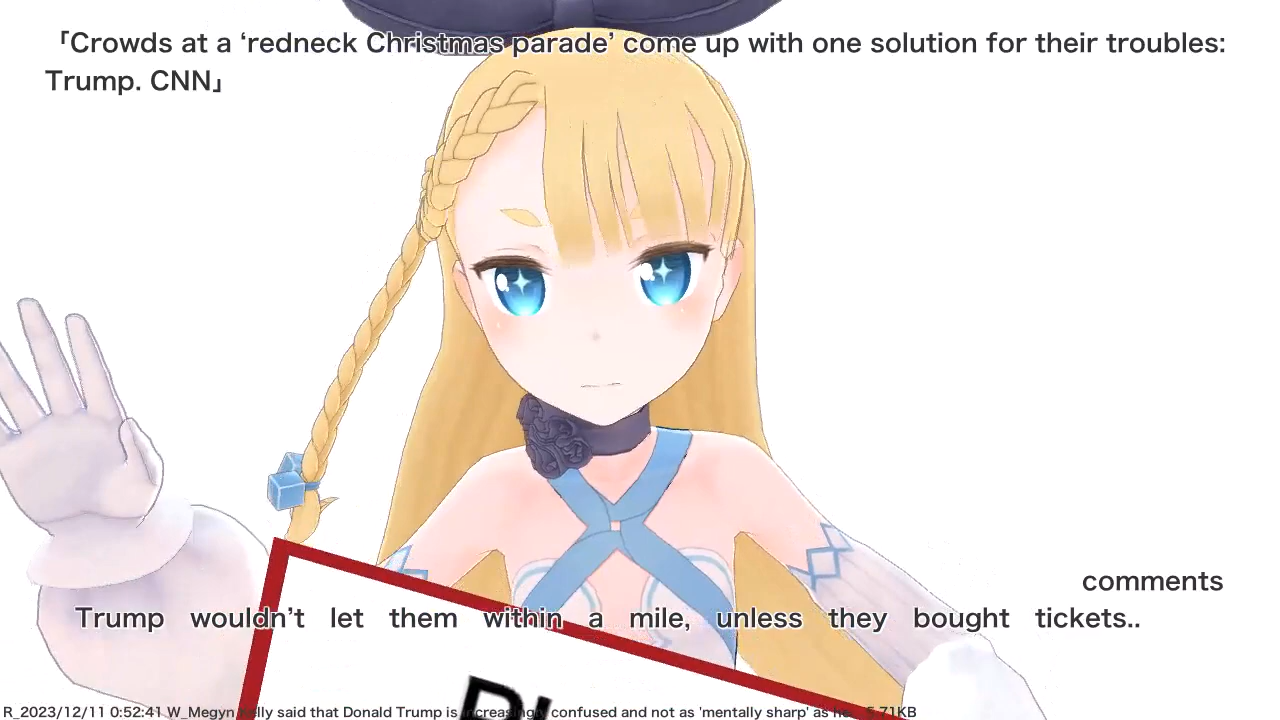 「Crowds at a ‘redneck Christmas parade’ come up with one solution for their troubles:
Trump. CNN」
comments
Trump wouldn’t let them within a mile, unless they bought tickets..
R_2023/12/11 0:52:41 W_Megyn Kelly said that Donald Trump is increasingly confused and not as 'mentally sharp' as he 5.71KB